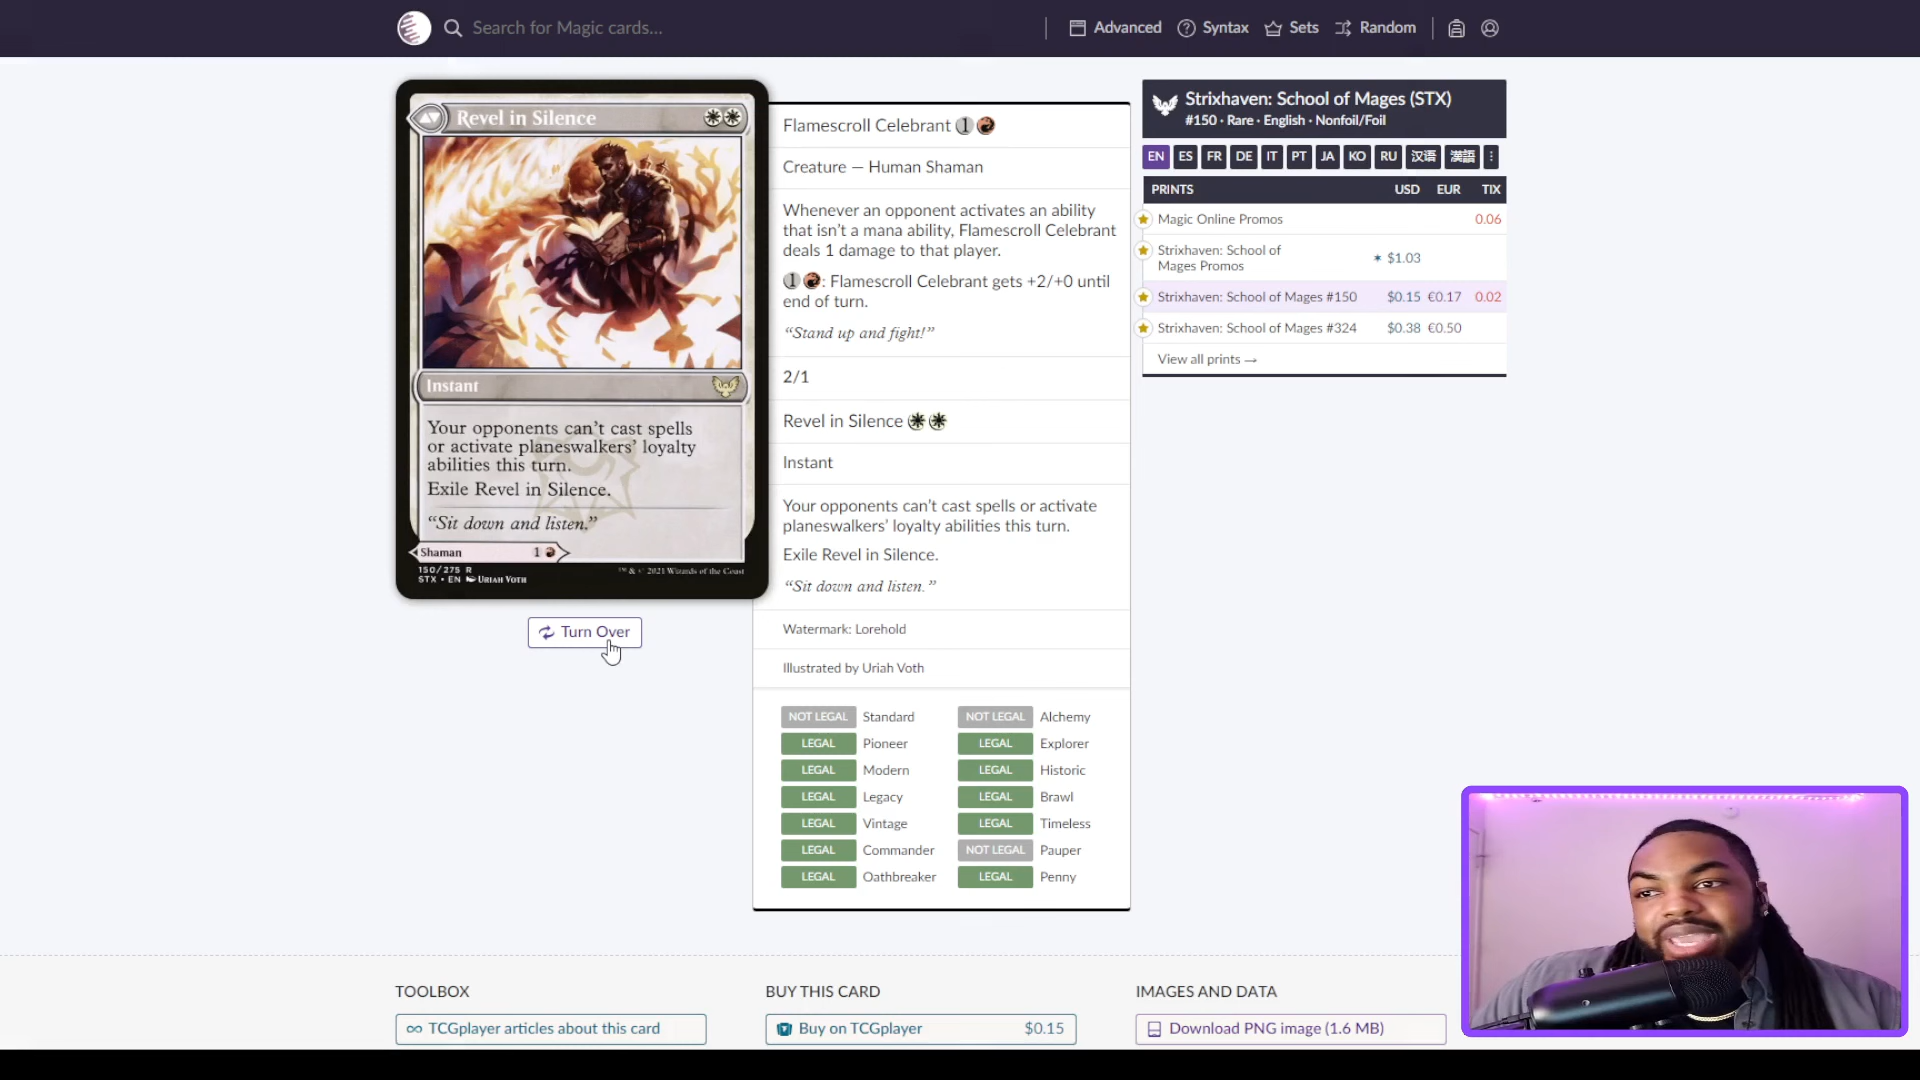 Search for Magic cards...
Advanced
Syntax
Sets
Random
Revel in Silence
Instant
Your opponents can't cast spells
or activate planeswalkers' loyalty
abilities this turn.
Exile Revel in Silence.
"Sit down and listen."
Shaman 1
150/275 R
STX • EN URIAH VOTH
™ & © 2021 Wizards of the Coast
Turn Over
Flamescroll Celebrant 1
Creature — Human Shaman
Whenever an opponent activates an ability
that isn't a mana ability, Flamescroll Celebrant
deals 1 damage to that player.
1 : Flamescroll Celebrant gets +2/+0 until
end of turn.
“Stand up and fight!”
2/1
Revel in Silence
Instant
Your opponents can't cast spells or activate
planeswalkers' loyalty abilities this turn.
Exile Revel in Silence.
“Sit down and listen.”
Watermark: Lorehold
Illustrated by Uriah Voth
NOT LEGAL Standard NOT LEGAL Alchemy
LEGAL Pioneer LEGAL Explorer
LEGAL Modern LEGAL Historic
LEGAL Legacy LEGAL Brawl
LEGAL Vintage LEGAL Timeless
LEGAL Commander NOT LEGAL Pauper
LEGAL Oathbreaker LEGAL Penny
Strixhaven: School of Mages (STX)
#150 · Rare · English · Nonfoil/Foil
EN ES FR DE IT PT JA KO RU 汉语 漢語
PRINTS USD EUR TIX
Magic Online Promos 0.06
Strixhaven: School of
Mages Promos $1.03
Strixhaven: School of Mages #150 $0.15 €0.17 0.02
Strixhaven: School of Mages #324 $0.38 €0.50
View all prints →
TOOLBOX
TCGplayer articles about this card
BUY THIS CARD
Buy on TCGplayer $0.15
IMAGES AND DATA
Download PNG image (1.6 MB)